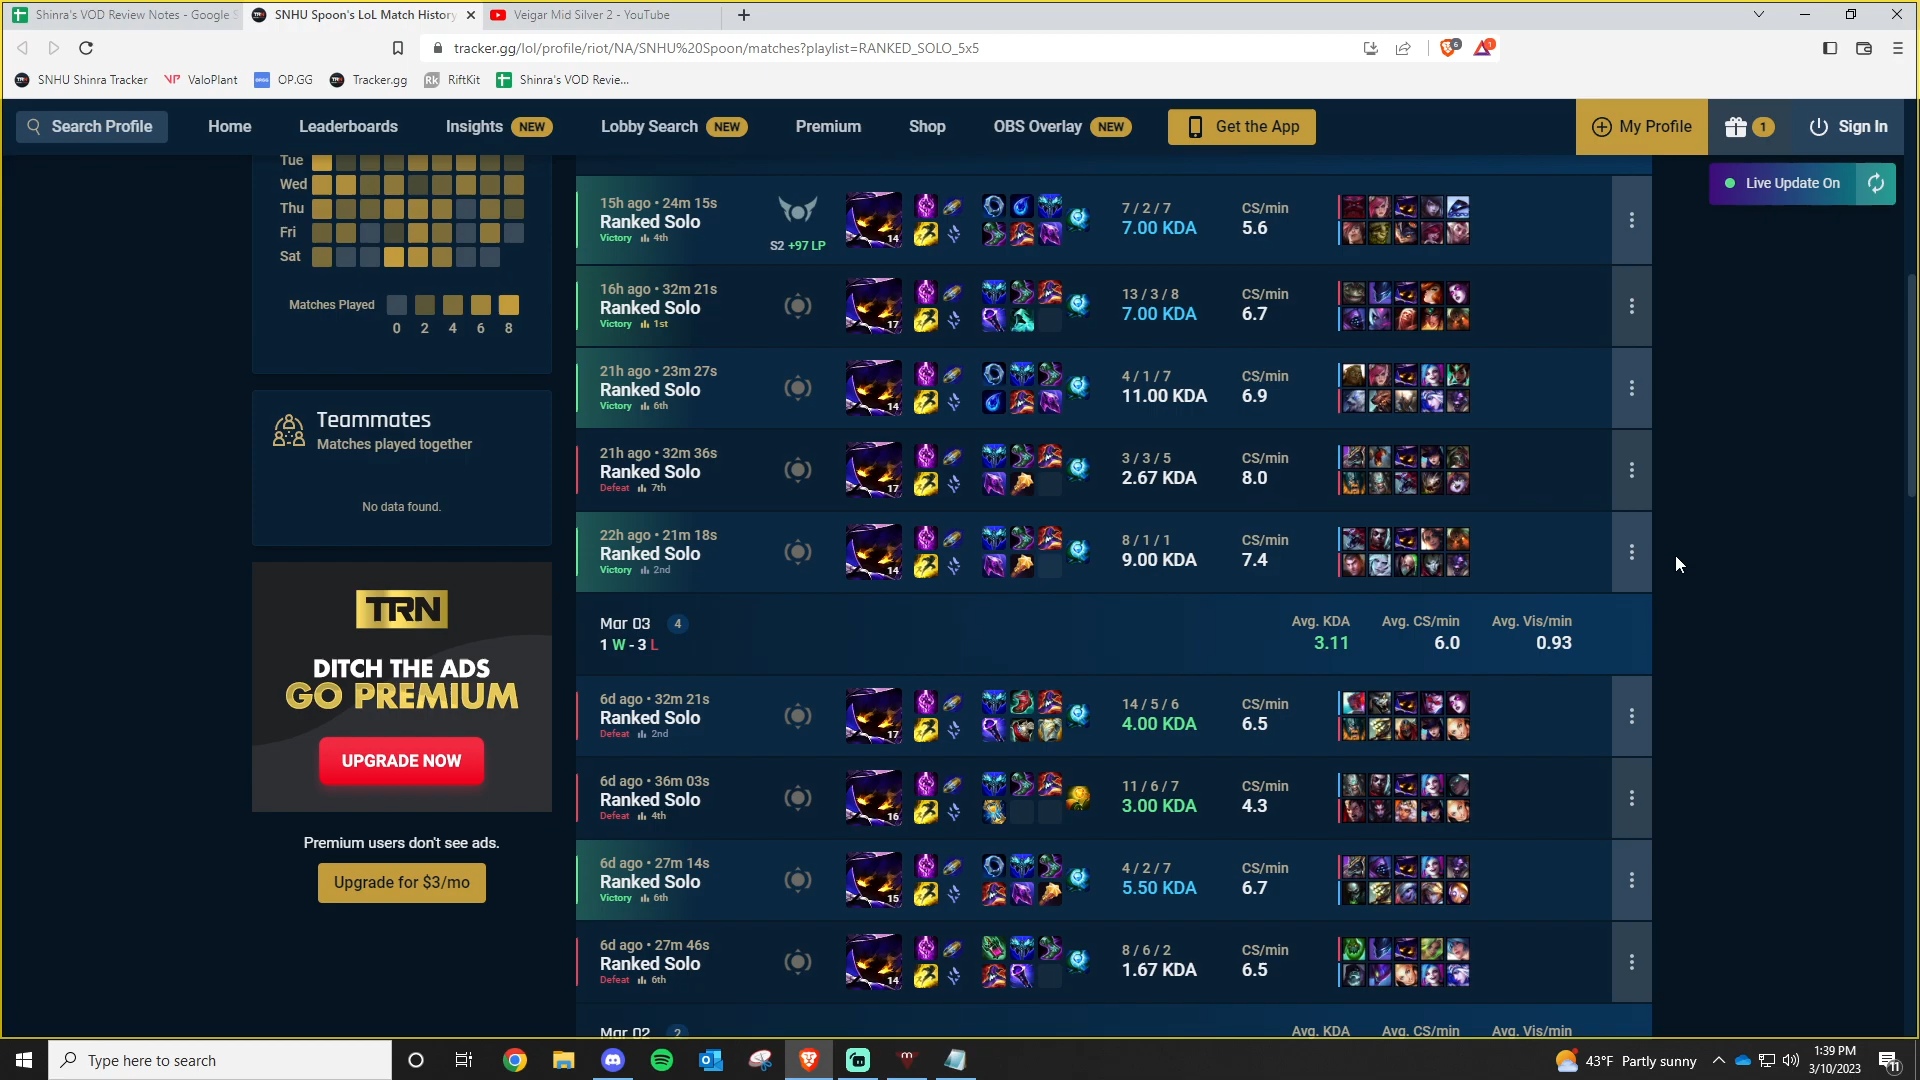 Shinra's VOD Review Notes - Google S
SNHU Spoon's LoL Match History
Veigar Mid Silver 2 - YouTube
tracker.gg/lol/profile/riot/NA/SNHU%20Spoon/matches?playlist=RANKED_SOLO_5x5
6
1
SNHU Shinra Tracker
ValoPlant
OP.GG
Tracker.gg
RiftKit
Shinra's VOD Revie...
Search Profile
Home
Leaderboards
Insights NEW
Lobby Search NEW
Premium
Shop
OBS Overlay NEW
Get the App
My Profile
1
Sign In
Live Update On
Tue
Wed
Thu
Fri
Sat
Matches Played
0 2 4 6 8
Teammates
Matches played together
No data found.
TRN
DITCH THE ADS
GO PREMIUM
UPGRADE NOW
Premium users don't see ads.
Upgrade for $3/mo
15h ago • 24m 15s
Ranked Solo
Victory 4th
S2 +97 LP
14
7 / 2 / 7
7.00 KDA
CS/min
5.6
16h ago • 32m 21s
Ranked Solo
Victory 1st
17
13 / 3 / 8
7.00 KDA
CS/min
6.7
21h ago • 23m 27s
Ranked Solo
Victory 6th
14
4 / 1 / 7
11.00 KDA
CS/min
6.9
21h ago • 32m 36s
Ranked Solo
Defeat 7th
17
3 / 3 / 5
2.67 KDA
CS/min
8.0
22h ago • 21m 18s
Ranked Solo
Victory 2nd
14
8 / 1 / 1
9.00 KDA
CS/min
7.4
Mar 03 4
1 W - 3 L
Avg. KDA
3.11
Avg. CS/min
6.0
Avg. Vis/min
0.93
6d ago • 32m 21s
Ranked Solo
Defeat 2nd
17
14 / 5 / 6
4.00 KDA
CS/min
6.5
6d ago • 36m 03s
Ranked Solo
Defeat 4th
16
11 / 6 / 7
3.00 KDA
CS/min
4.3
6d ago • 27m 14s
Ranked Solo
Victory 6th
15
4 / 2 / 7
5.50 KDA
CS/min
6.7
6d ago • 27m 46s
Ranked Solo
Defeat 6th
14
8 / 6 / 2
1.67 KDA
CS/min
6.5
Mar 02 2
Avg. KDA
Avg. CS/min
Avg. Vis/min
Type here to search
43°F Partly sunny
1:39 PM
3/10/2023
11